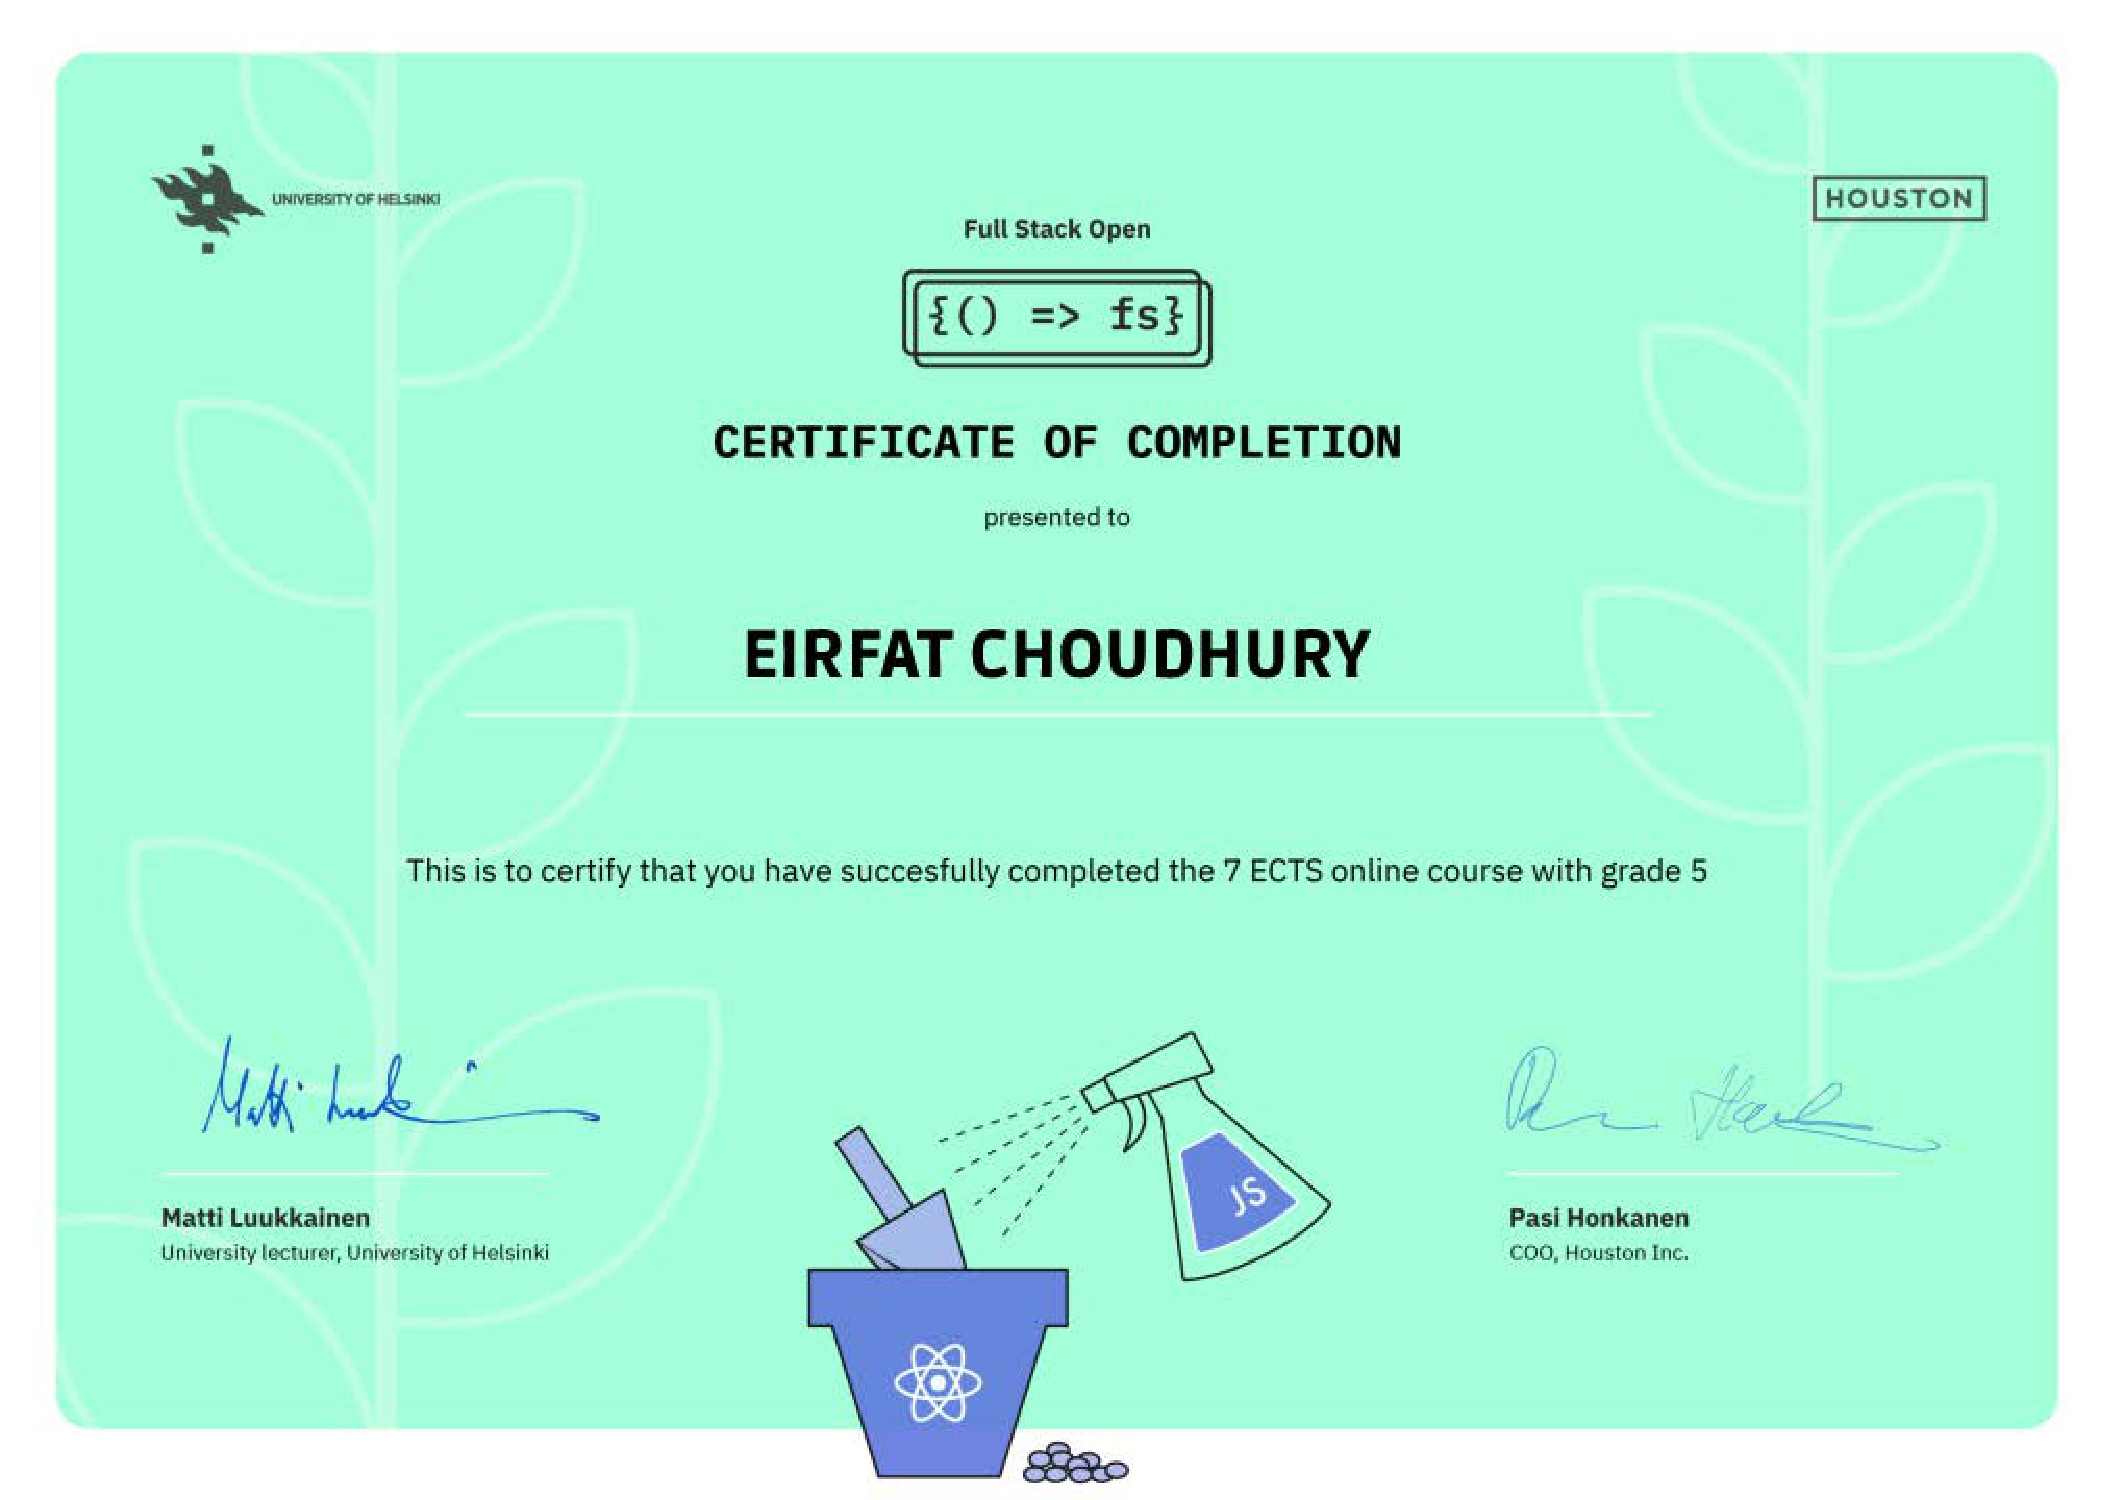 UNIVERSITY OF HELSINKI
HOUSTON
Full Stack Open
{() => fs}
CERTIFICATE OF COMPLETION
presented to
EIRFAT CHOUDHURY
This is to certify that you have succesfully completed the 7 ECTS online course with grade 5
JS
Matti Luukkainen
University lecturer, University of Helsinki
Pasi Honkanen
COO, Houston Inc.